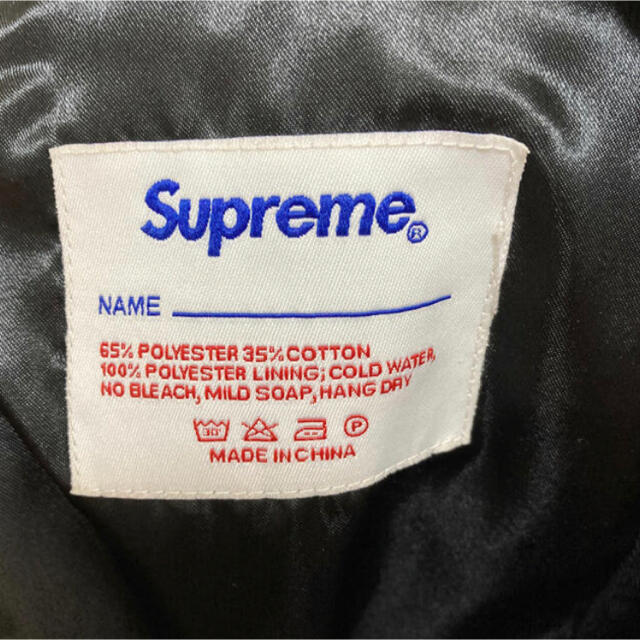 Supreme®
NAME
65% POLYESTER 35% COTTON
100% POLYESTER LINING; COLD WATER,
NO BLEACH, MILD SOAP, HANG DRY
30° P
MADE IN CHINA